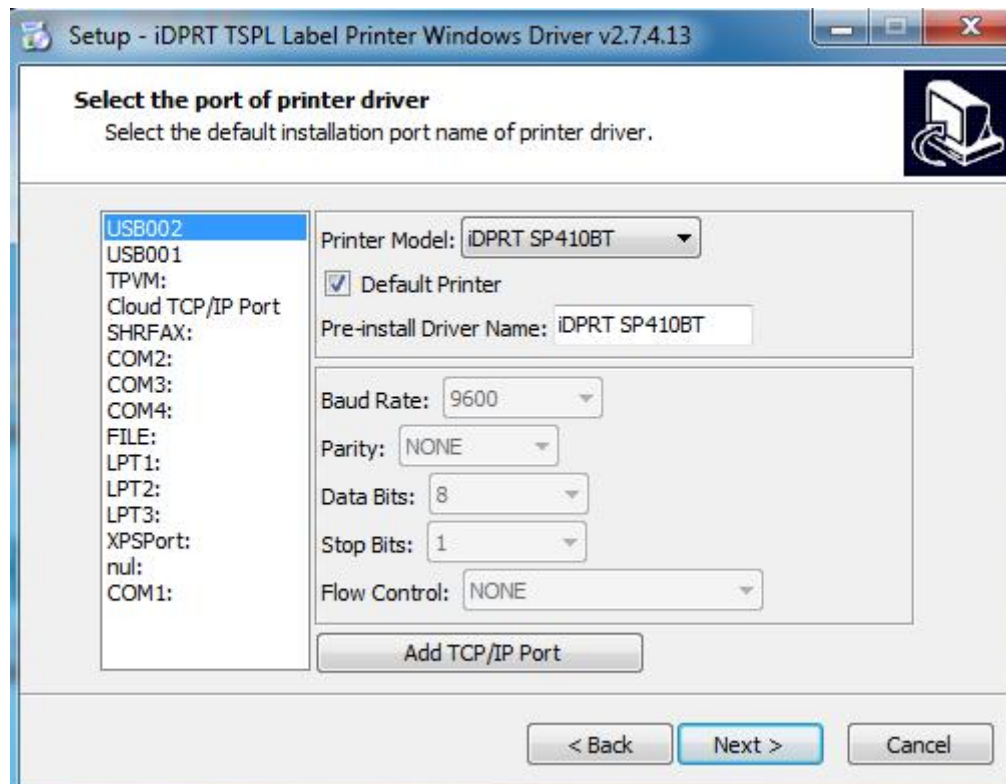 Setup - iDPRT TSPL Label Printer Windows Driver v2.7.4.13
Select the port of printer driver
Select the default installation port name of printer driver.
USB002
USB001
TPVM:
Cloud TCP/IP Port
SHRFAX:
COM2:
COM3:
COM4:
FILE:
LPT1:
LPT2:
LPT3:
XPSPort:
nul:
COM1:
Printer Model: iDPRT SP410BT
Default Printer
Pre-install Driver Name: iDPRT SP410BT
Baud Rate: 9600
Parity: NONE
Data Bits: 8
Stop Bits: 1
Flow Control: NONE
Add TCP/IP Port
< Back Next > Cancel